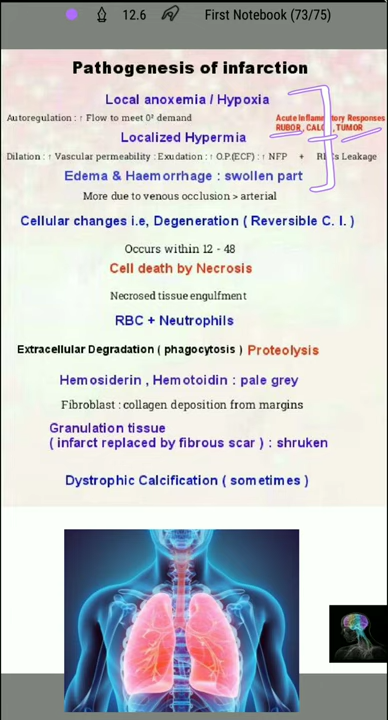 12.6 First Notebook (73/75)
Pathogenesis of infarction
Local anoxemia / Hypoxia
Autoregulation : ↑ Flow to meet 0² demand
Acute Inflammatory Responses
RUBOR, CALOR, TUMOR
Localized Hypermia
Dilation : ↑ Vascular permeability : Exudation : ↑ O.P.(ECF) : ↑ NFP + RBCs Leakage
Edema & Haemorrhage : swollen part
More due to venous occlusion > arterial
Cellular changes i.e, Degeneration ( Reversible C. I. )
Occurs within 12 - 48
Cell death by Necrosis
Necrosed tissue engulfment
RBC + Neutrophils
Extracellular Degradation ( phagocytosis ) Proteolysis
Hemosiderin , Hemotoidin : pale grey
Fibroblast : collagen deposition from margins
Granulation tissue
( infarct replaced by fibrous scar ) : shruken
Dystrophic Calcification ( sometimes )